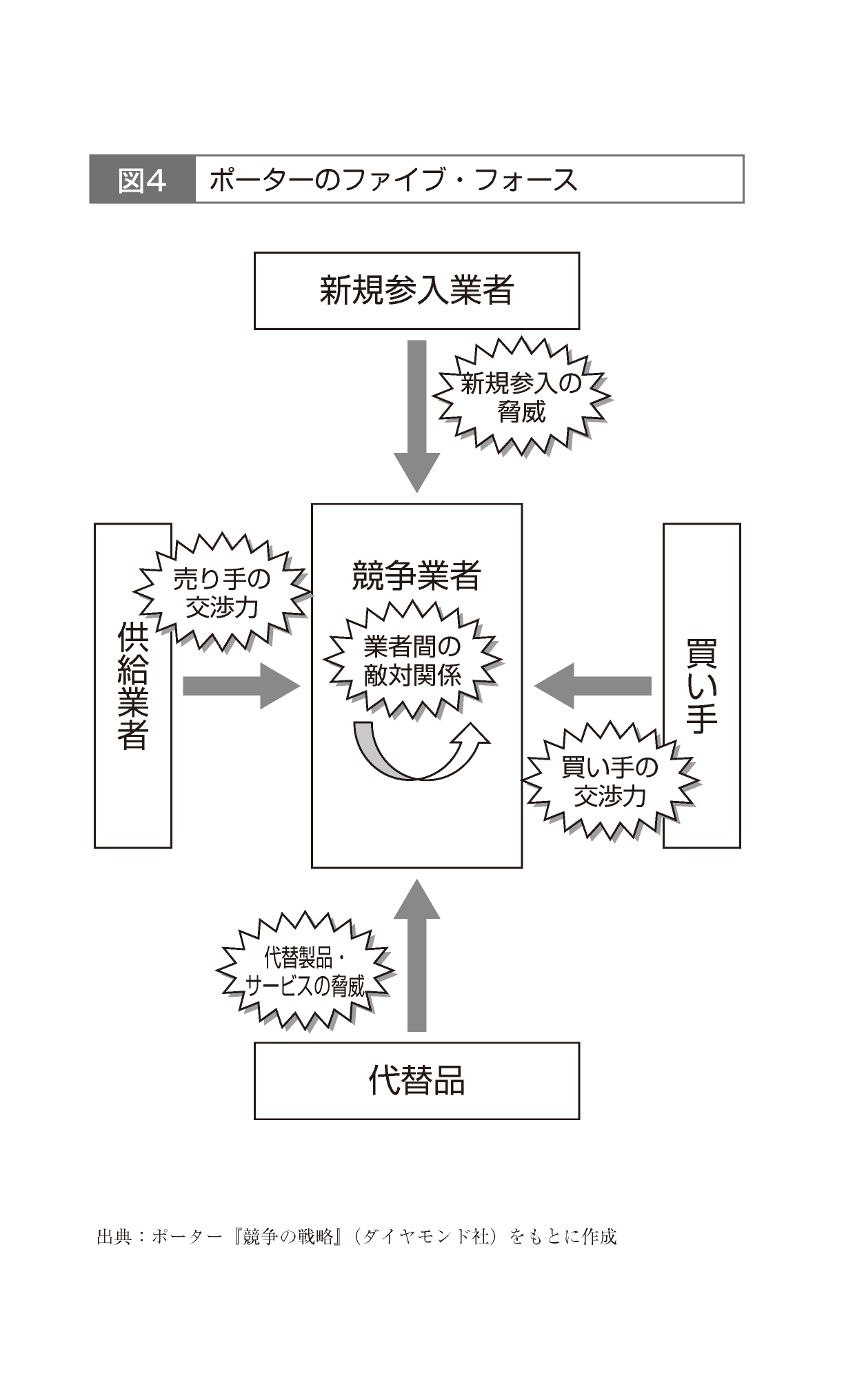 図4 ポーターのファイブ・フォース
新規参入業者
新規参入の
脅威
売り手の
交渉力
供給業者
競争業者
業者間の
敵対関係
買い手
買い手の
交渉力
代替製品・
サービスの脅威
代替品
出典：ポーター『競争の戦略』（ダイヤモンド社）をもとに作成